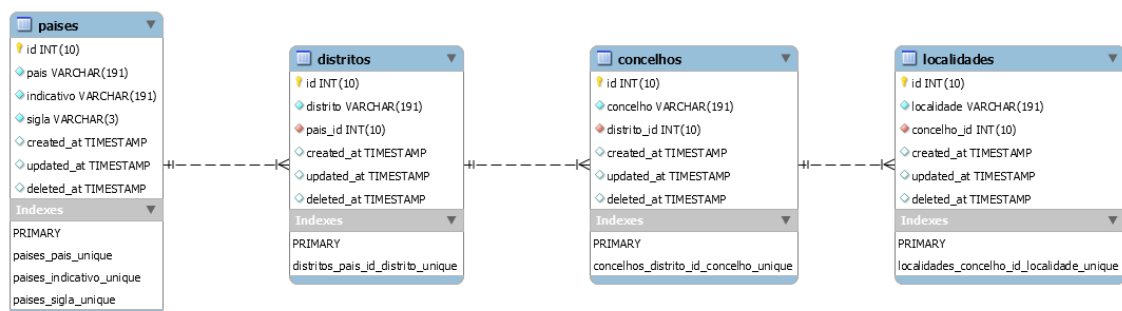 paises
id INT(10)
pais VARCHAR(191)
indicativo VARCHAR(191)
sigla VARCHAR(3)
created_at TIMESTAMP
updated_at TIMESTAMP
deleted_at TIMESTAMP
Indexes
PRIMARY
paises_pais_unique
paises_indicativo_unique
paises_sigla_unique
distritos
id INT(10)
distrito VARCHAR(191)
pais_id INT(10)
created_at TIMESTAMP
updated_at TIMESTAMP
deleted_at TIMESTAMP
Indexes
PRIMARY
distritos_pais_id_distrito_unique
concelhos
id INT(10)
concelho VARCHAR(191)
distrito_id INT(10)
created_at TIMESTAMP
updated_at TIMESTAMP
deleted_at TIMESTAMP
Indexes
PRIMARY
concelhos_distrito_id_concelho_unique
localidades
id INT(10)
localidade VARCHAR(191)
concelho_id INT(10)
created_at TIMESTAMP
updated_at TIMESTAMP
deleted_at TIMESTAMP
Indexes
PRIMARY
localidades_concelho_id_localidade_unique